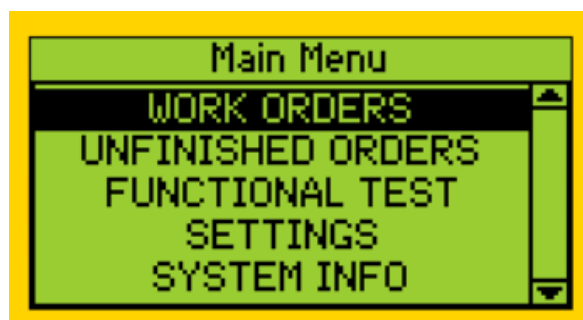 Main Menu
WORK ORDERS
UNFINISHED ORDERS
FUNCTIONAL TEST
SETTINGS
SYSTEM INFO